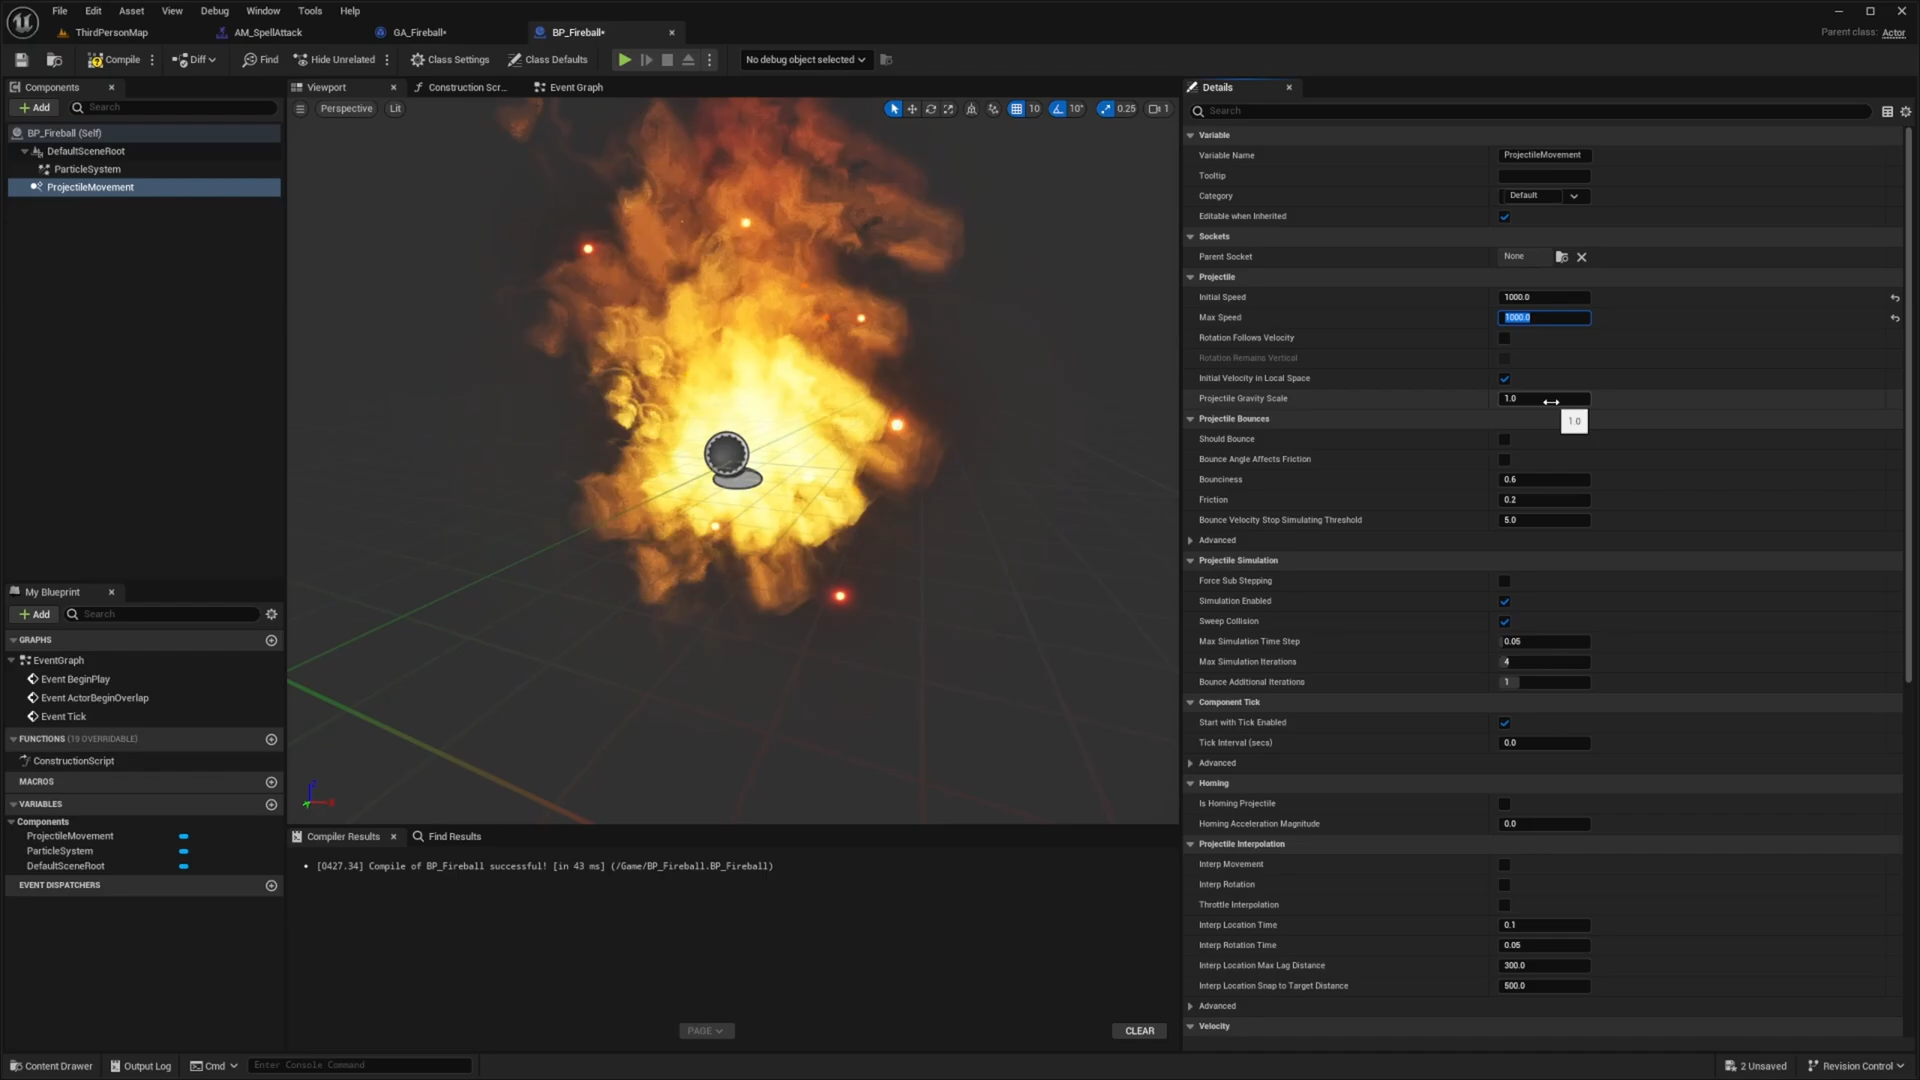 File Edit Asset View Debug Window Tools Help
ThirdPersonMap AM_SpellAttack GA_Fireball* BP_Fireball*
Parent class: Actor
Compile Diff Find Hide Unrelated Class Settings Class Defaults No debug object selected
Components
Add Search
BP_Fireball (Self)
DefaultSceneRoot
ParticleSystem
ProjectileMovement
My Blueprint
Add Search
GRAPHS
EventGraph
Event BeginPlay
Event ActorBeginOverlap
Event Tick
FUNCTIONS (19 OVERRIDABLE)
ConstructionScript
MACROS
VARIABLES
Components
ProjectileMovement
ParticleSystem
DefaultSceneRoot
EVENT DISPATCHERS
Viewport Construction Scr... Event Graph
Perspective Lit 10 10° 0.25 1
Z
Compiler Results Find Results
[0427.34] Compile of BP_Fireball successful! [in 43 ms] (/Game/BP_Fireball.BP_Fireball)
PAGE CLEAR
Details
Search
Variable
Variable Name ProjectileMovement
Tooltip
Category Default
Editable when Inherited
Sockets
Parent Socket None
Projectile
Initial Speed 1000.0
Max Speed 1000.0
Rotation Follows Velocity
Rotation Remains Vertical
Initial Velocity in Local Space
Projectile Gravity Scale 1.0
1.0
Projectile Bounces
Should Bounce
Bounce Angle Affects Friction
Bounciness 0.6
Friction 0.2
Bounce Velocity Stop Simulating Threshold 5.0
Advanced
Projectile Simulation
Force Sub Stepping
Simulation Enabled
Sweep Collision
Max Simulation Time Step 0.05
Max Simulation Iterations 4
Bounce Additional Iterations 1
Component Tick
Start with Tick Enabled
Tick Interval (secs) 0.0
Advanced
Homing
Is Homing Projectile
Homing Acceleration Magnitude 0.0
Projectile Interpolation
Interp Movement
Interp Rotation
Throttle Interpolation
Interp Location Time 0.1
Interp Rotation Time 0.05
Interp Location Max Lag Distance 300.0
Interp Location Snap to Target Distance 500.0
Advanced
Velocity
Content Drawer Output Log Cmd Enter Console Command 2 Unsaved Revision Control